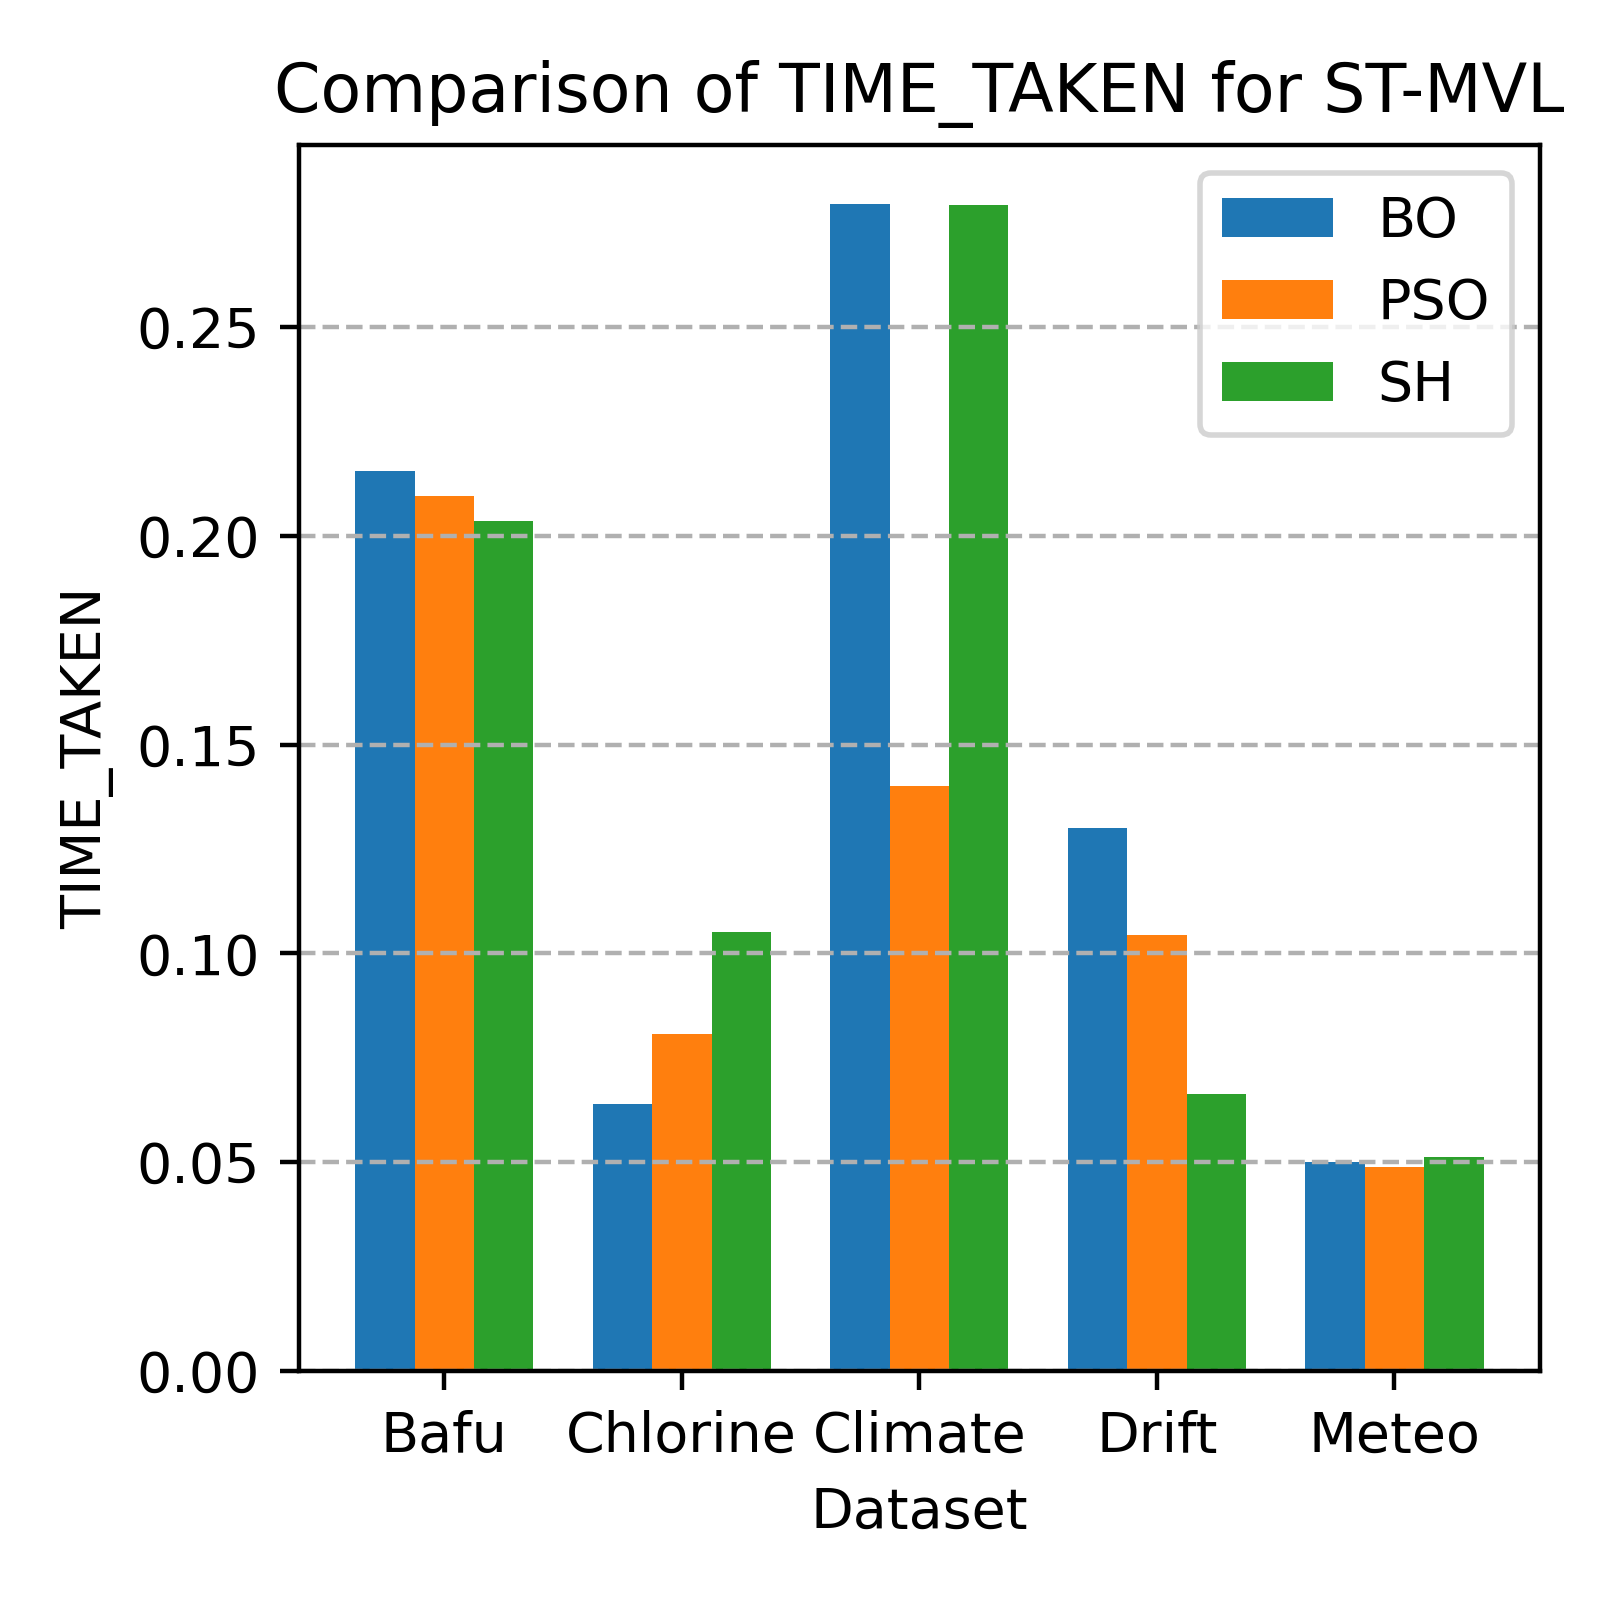 Comparison of TIME_TAKEN for ST-MVL
BO
PSO
SH
TIME_TAKEN
0.25
0.20
0.15
0.10
0.05
0.00
Bafu Chlorine Climate Drift Meteo
Dataset